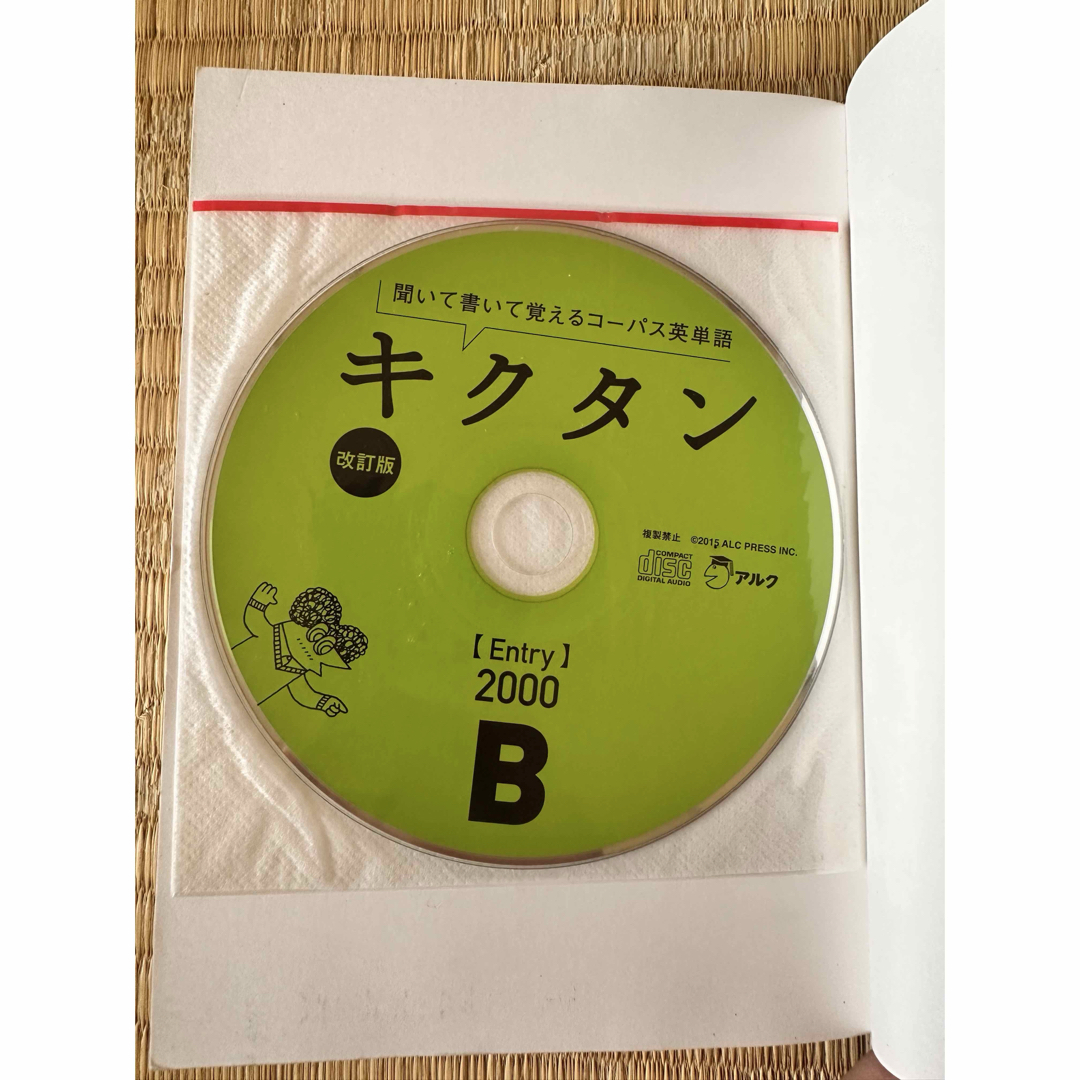 聞いて書いて覚えるコーパス英単語
キクタン
改訂版
複製禁止 ©2015 ALC PRESS INC.
COMPACT
disc
DIGITAL AUDIO
アルク
【Entry】
2000
B